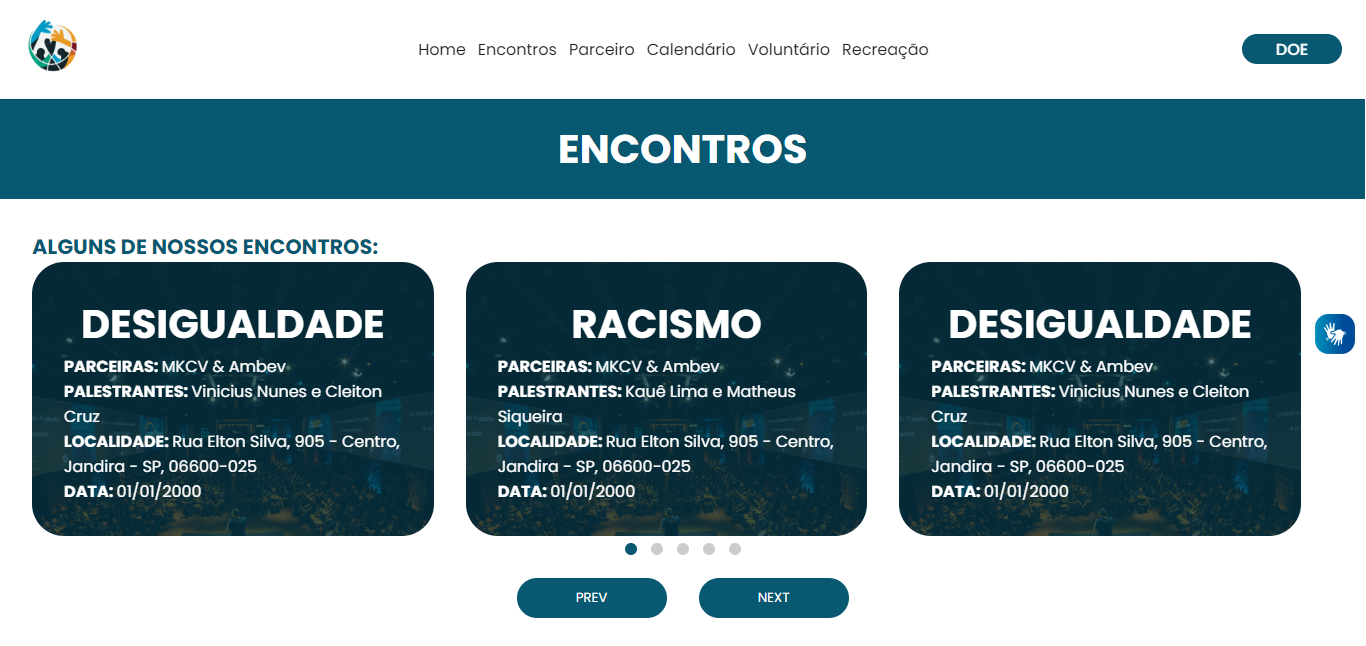 Home Encontros Parceiro Calendário Voluntário Recreação
DOE
ENCONTROS
ALGUNS DE NOSSOS ENCONTROS:
DESIGUALDADE
PARCEIRAS: MKCV & Ambev
PALESTRANTES: Vinicius Nunes e Cleiton
Cruz
LOCALIDADE: Rua Elton Silva, 905 - Centro,
Jandira - SP, 06600-025
DATA: 01/01/2000
RACISMO
PARCEIRAS: MKCV & Ambev
PALESTRANTES: Kauê Lima e Matheus
Siqueira
LOCALIDADE: Rua Elton Silva, 905 - Centro,
Jandira - SP, 06600-025
DATA: 01/01/2000
DESIGUALDADE
PARCEIRAS: MKCV & Ambev
PALESTRANTES: Vinicius Nunes e Cleiton
Cruz
LOCALIDADE: Rua Elton Silva, 905 - Centro,
Jandira - SP, 06600-025
DATA: 01/01/2000
PREV
NEXT